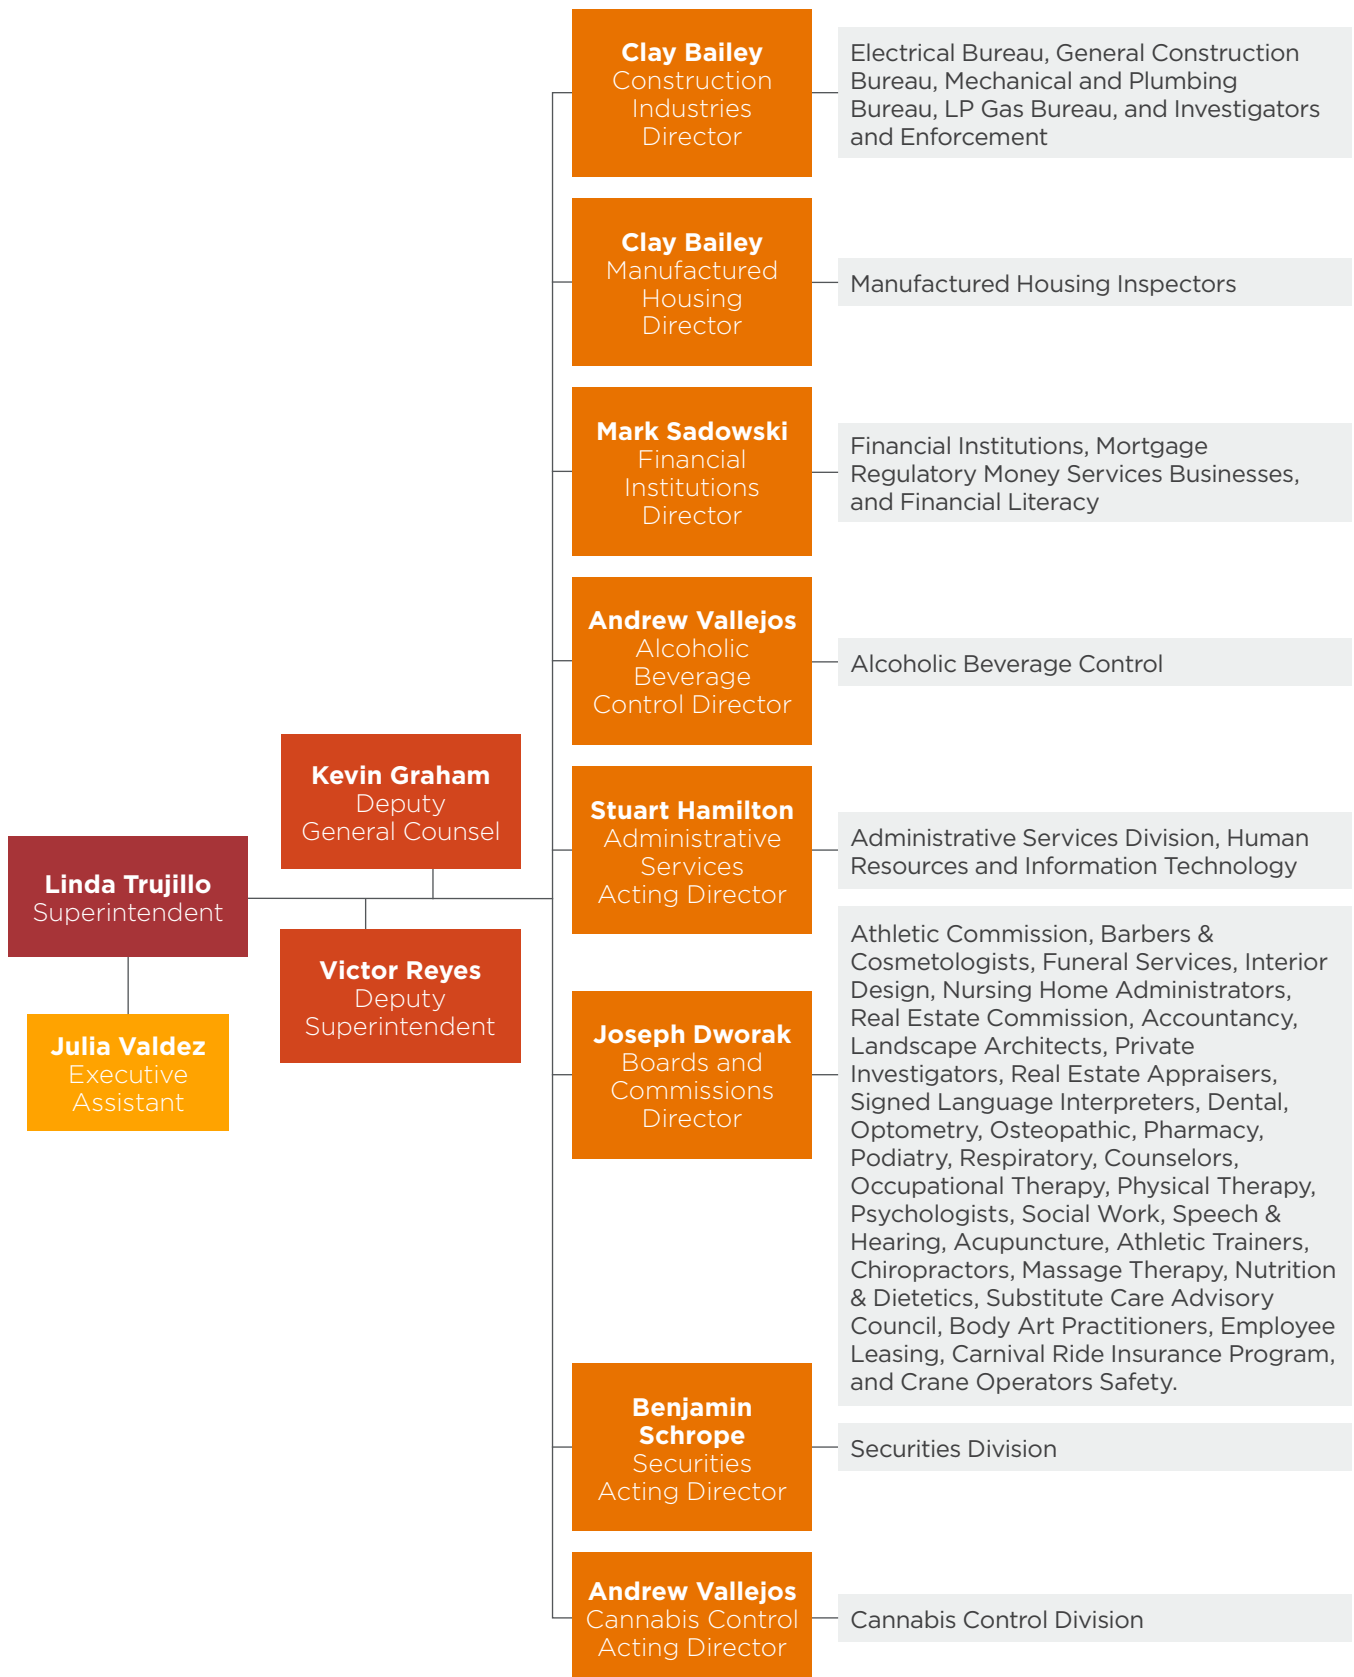 Clay Bailey
Construction
Industries
Director
Electrical Bureau, General Construction
Bureau, Mechanical and Plumbing
Bureau, LP Gas Bureau, and Investigators
and Enforcement
Clay Bailey
Manufactured
Housing
Director
Manufactured Housing Inspectors
Mark Sadowski
Financial
Institutions
Director
Financial Institutions, Mortgage
Regulatory Money Services Businesses,
and Financial Literacy
Andrew Vallejos
Alcoholic
Beverage
Control Director
Alcoholic Beverage Control
Kevin Graham
Deputy
General Counsel
Stuart Hamilton
Administrative
Services
Acting Director
Administrative Services Division, Human
Resources and Information Technology
Linda Trujillo
Superintendent
Victor Reyes
Deputy
Superintendent
Julia Valdez
Executive
Assistant
Joseph Dworak
Boards and
Commissions
Director
Athletic Commission, Barbers &
Cosmetologists, Funeral Services, Interior
Design, Nursing Home Administrators,
Real Estate Commission, Accountancy,
Landscape Architects, Private
Investigators, Real Estate Appraisers,
Signed Language Interpreters, Dental,
Optometry, Osteopathic, Pharmacy,
Podiatry, Respiratory, Counselors,
Occupational Therapy, Physical Therapy,
Psychologists, Social Work, Speech &
Hearing, Acupuncture, Athletic Trainers,
Chiropractors, Massage Therapy, Nutrition
& Dietetics, Substitute Care Advisory
Council, Body Art Practitioners, Employee
Leasing, Carnival Ride Insurance Program,
and Crane Operators Safety.
Benjamin
Schrope
Securities
Acting Director
Securities Division
Andrew Vallejos
Cannabis Control
Acting Director
Cannabis Control Division